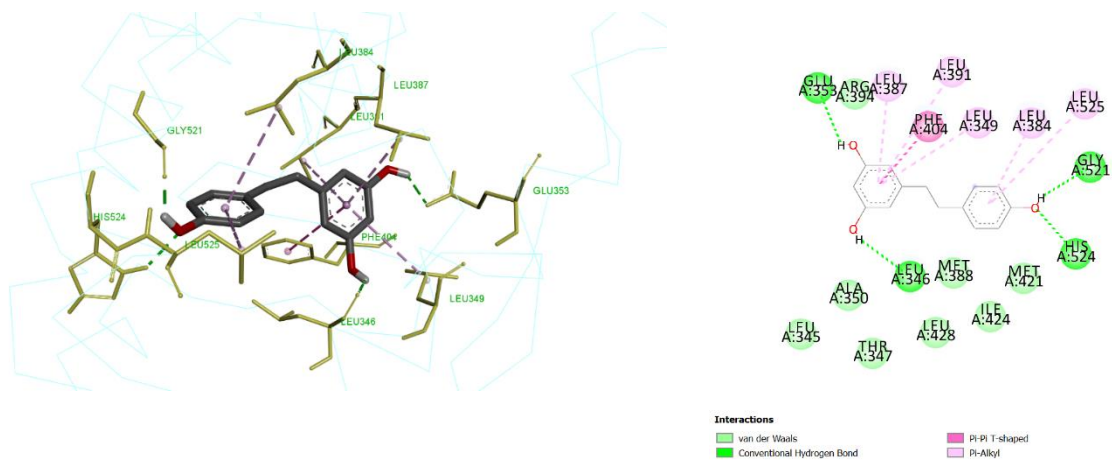 LEU384
LEU387
LEU391
GLY521
GLU353
HIS524
LEU525
PHE404
LEU349
LEU346
LEU
A:391
GLU
A:353
ARG
A:394
LEU
A:387
LEU
A:525
PHE
A:404
LEU
A:349
LEU
A:384
H
O
GLY
A:521
H
O
HIS
A:524
O
H
LEU
A:346
MET
A:388
MET
A:421
ALA
A:350
ILE
A:424
LEU
A:345
LEU
A:428
THR
A:347
Interactions
van der Waals
Conventional Hydrogen Bond
Pi-Pi T-shaped
Pi-Alkyl